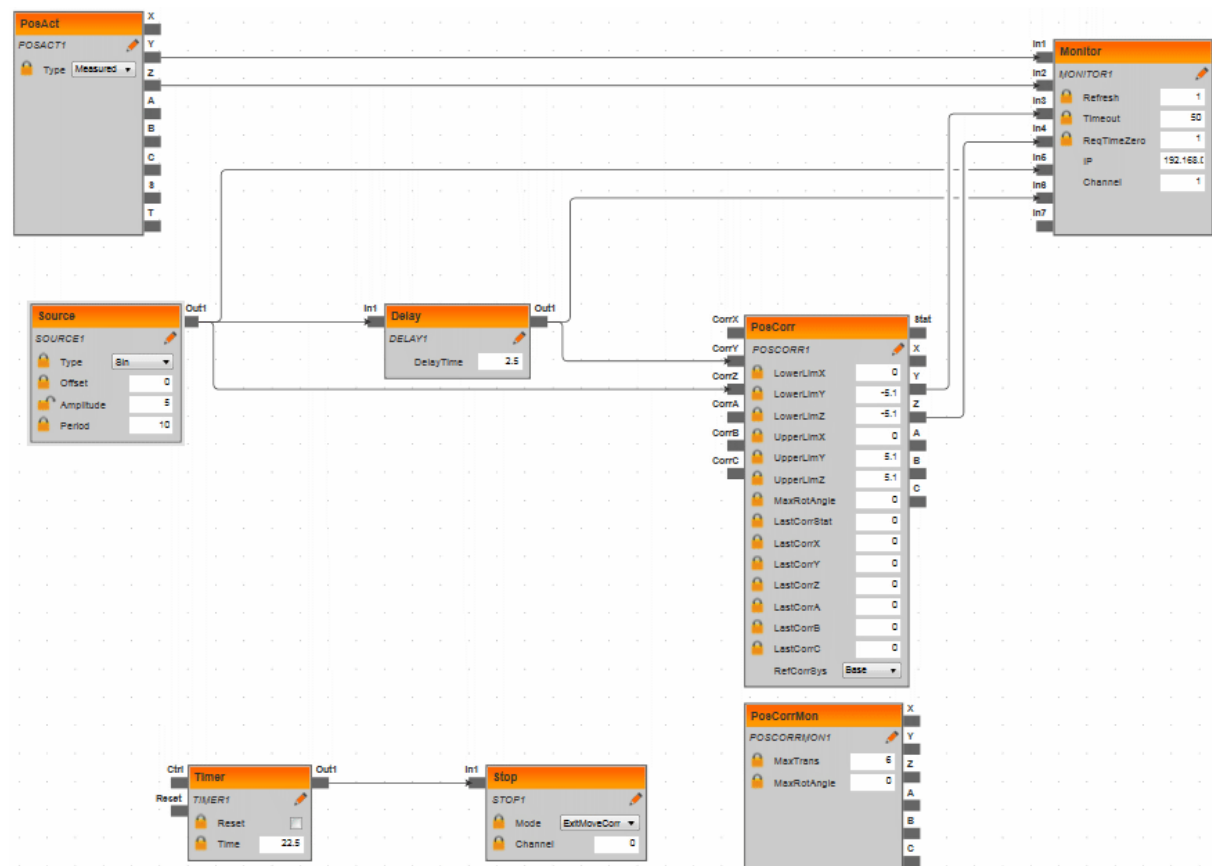 PosAct
POSACT1
Type Measured
X
Y
Z
A
B
C
S
T
In1
In2
In3
In4
In5
In6
In7
Monitor
MONITOR1
Refresh 1
Timeout 50
ReqTimeZero 1
IP 192.168.0
Channel 1
Source
SOURCE1
Type Sin
Offset 0
Amplitude 5
Period 10
Out1
In1
Delay
DELAY1
DelayTime 2.5
Out1
CorrX
CorrY
CorrZ
CorrA
CorrB
CorrC
PosCorr
POSCORR1
LowerLimX 0
LowerLimY -5.1
LowerLimZ -5.1
UpperLimX 0
UpperLimY 5.1
UpperLimZ 5.1
MaxRotAngle 0
LastCorrStat 0
LastCorrX 0
LastCorrY 0
LastCorrZ 0
LastCorrA 0
LastCorrB 0
LastCorrC 0
RefCorrSys Base
Stat
X
Y
Z
A
B
C
Ctrl
Reset
Timer
TIMER1
Reset
Time 22.5
Out1
In1
Stop
STOP1
Mode ExitMoveCorr
Channel 0
PosCorrMon
POSCORRMON1
MaxTrans 6
MaxRotAngle 0
X
Y
Z
A
B
C